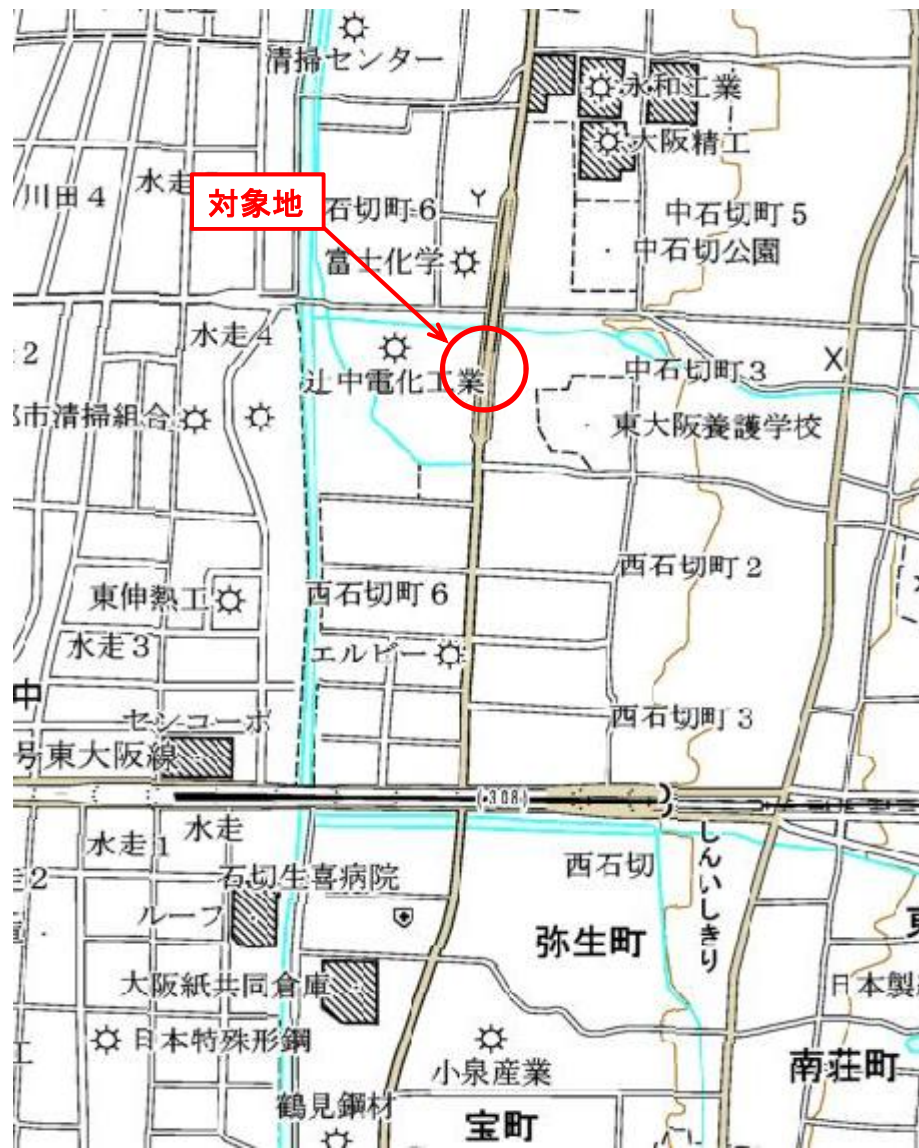 清掃センター
永和工業
大阪精工
川田4
水走
対象地
石切町6
中石切町5
中石切公園
富士化学
水走4
中石切町3
辻中電化工業
市清掃組合
東大阪養護学校
西石切町2
東伸熱工
西石切町6
水走3
エルビー
中
センコーポ
西石切町3
号東大阪線
308
水走1
水走
しんいしきり
石切生喜病院
西石切
ループ
弥生町
大阪紙共同倉庫
日本製
日本特殊形鋼
小泉産業
南荘町
鶴見鋼材
宝町